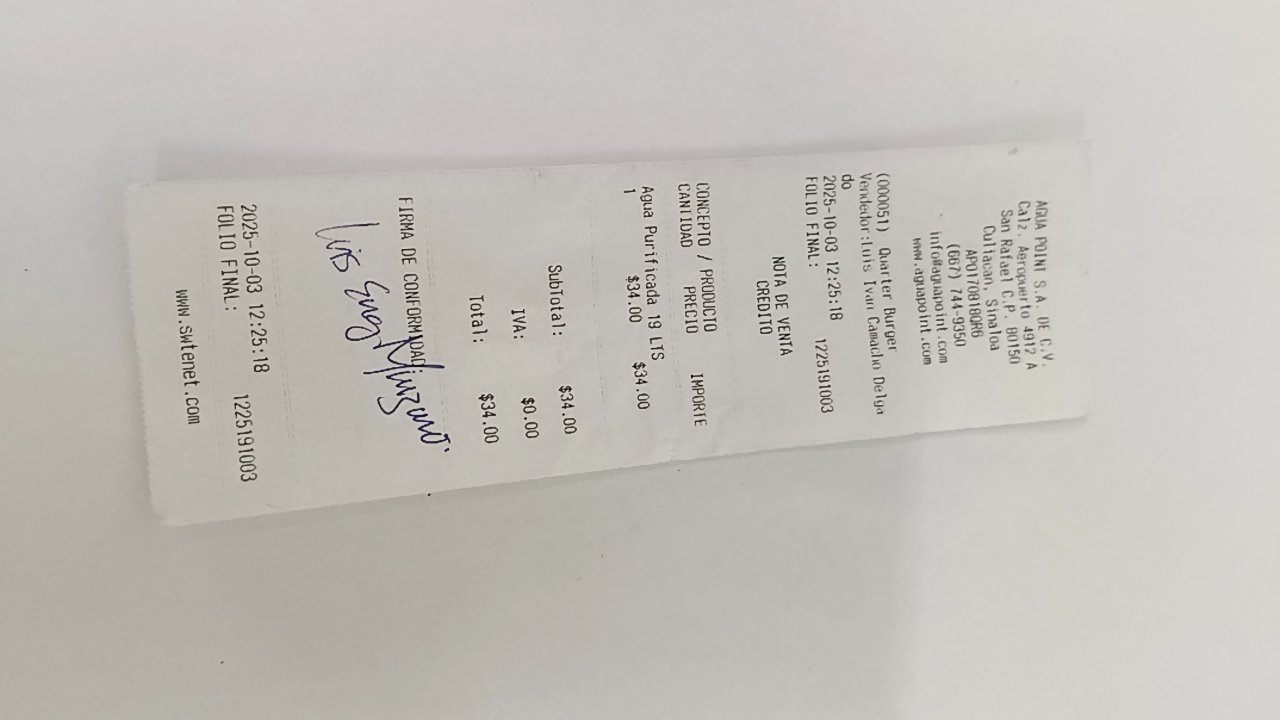 AGUA POINT S.A. DE C.V.
Calz. Aeropuerto 4912 A
San Rafael C.P. 80150
Culiacan, Sinaloa
APO170818QR6
(667) 744-9350
info@aguapoint.com
www.aguapoint.com
(000051) Quarter Burger
Vendedor:Luis Ivan Camacho Delga
do
2025-10-03 12:25:18
FOLIO FINAL: 1225191003
NOTA DE VENTA
CREDITO
CONCEPTO / PRODUCTO
CANTIDAD PRECIO IMPORTE
Agua Purificada 19 LTS
1 $34.00 $34.00
SubTotal: $34.00
IVA: $0.00
Total: $34.00
FIRMA DE CONFORMIDAD
Luis
2025-10-03 12:25:18
FOLIO FINAL: 1225191003
www.swtenet.com